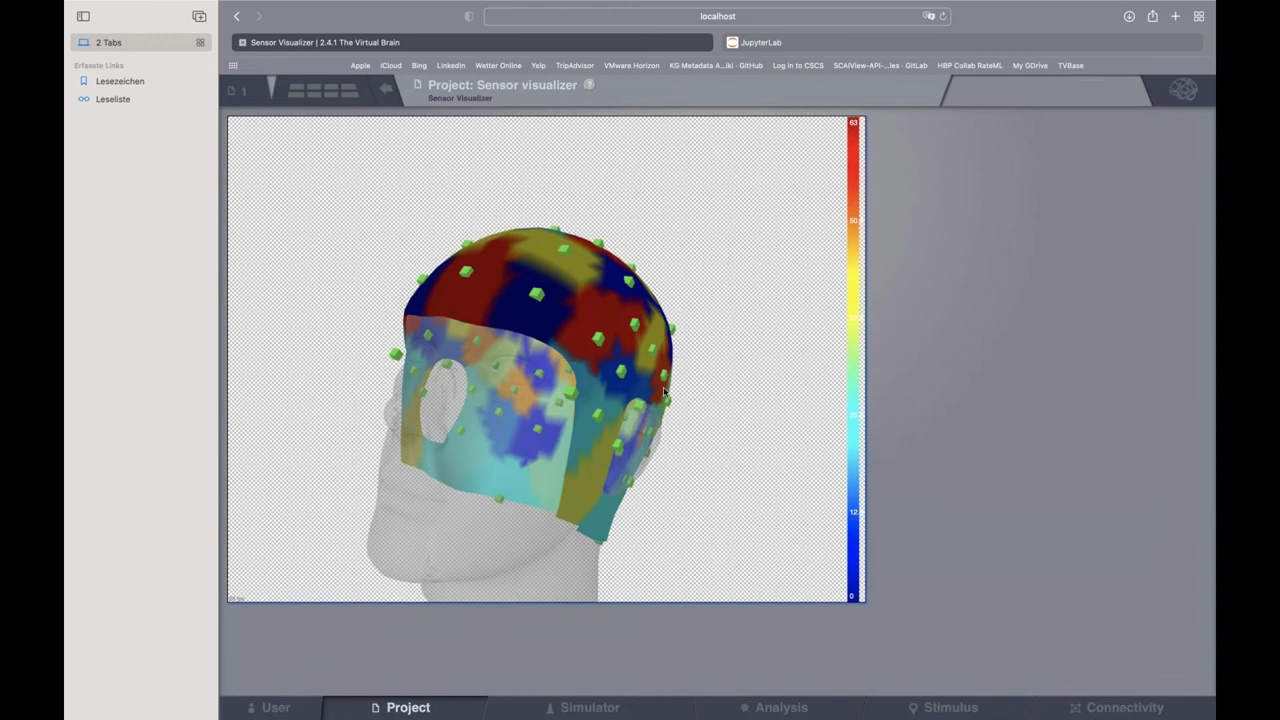 localhost
2 Tabs
Sensor Visualizer | 2.4.1 The Virtual Brain
JupyterLab
Erfasste Links
Apple iCloud Bing LinkedIn Wetter Online Yelp TripAdvisor VMware Horizon KG Metadata A...iki · GitHub Log in to CSCS SCAIView-API-...les · GitLab HBP Collab RateML My GDrive TVBase
Lesezeichen
Leseliste
1
Project: Sensor visualizer ?
Sensor Visualizer
63
50
12
0
User Project Simulator Analysis Stimulus Connectivity